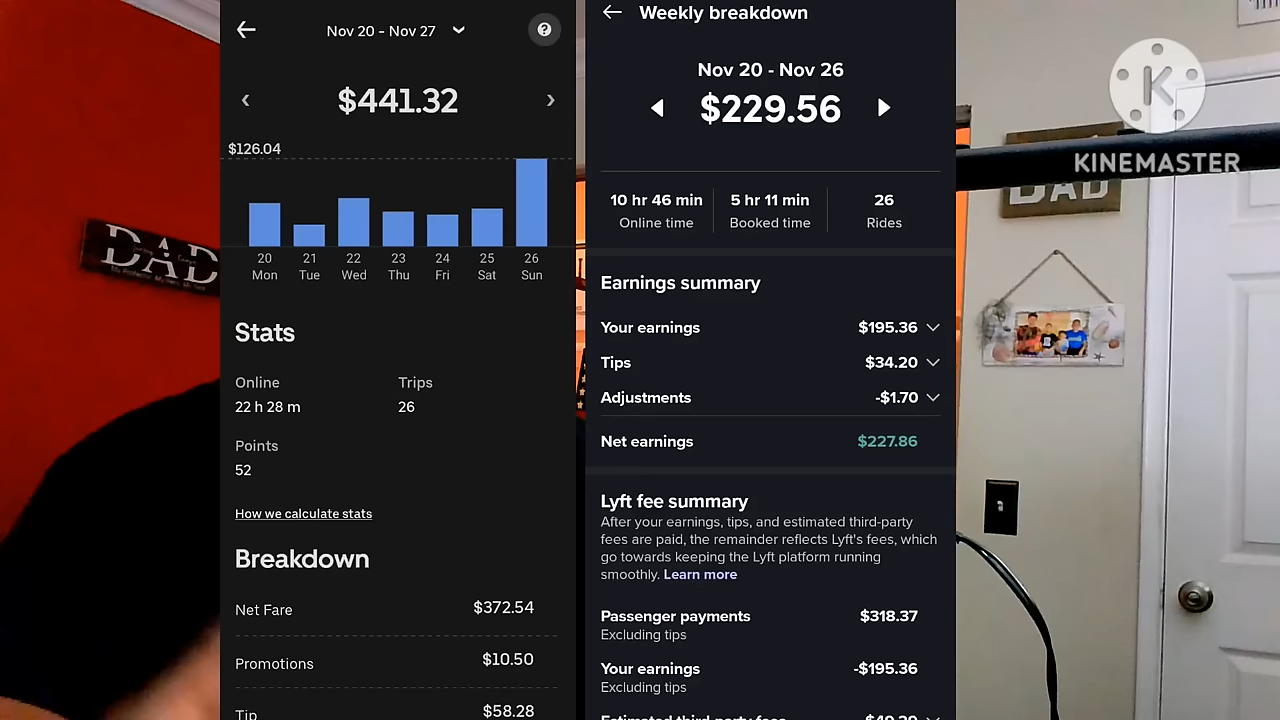 Nov 20 - Nov 27
?
$441.32
$126.04
20 21 22 23 24 25 26
Mon Tue Wed Thu Fri Sat Sun
Stats
Online Trips
22 h 28 m 26
Points
52
How we calculate stats
Breakdown
Net Fare $372.54
Promotions $10.50
Tip $58.28
Weekly breakdown
Nov 20 - Nov 26
$229.56
10 hr 46 min 5 hr 11 min 26
Online time Booked time Rides
Earnings summary
Your earnings $195.36
Tips $34.20
Adjustments -$1.70
Net earnings $227.86
Lyft fee summary
After your earnings, tips, and estimated third-party
fees are paid, the remainder reflects Lyft's fees, which
go towards keeping the Lyft platform running
smoothly. Learn more
Passenger payments $318.37
Excluding tips
Your earnings -$195.36
Excluding tips
DAD
K
KINEMASTER
DAD